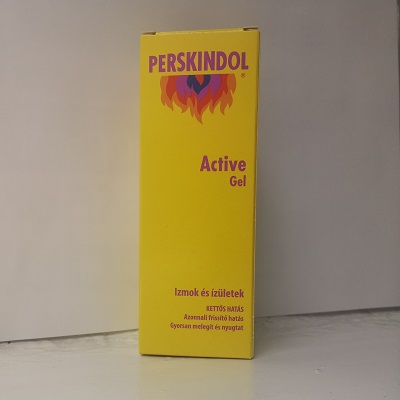 PERSKINDOL®
Active
Gel
Izmok és ízületek
KETTŐS HATÁS
Azonnali frissítő hatás
Gyorsan melegít és nyugtat